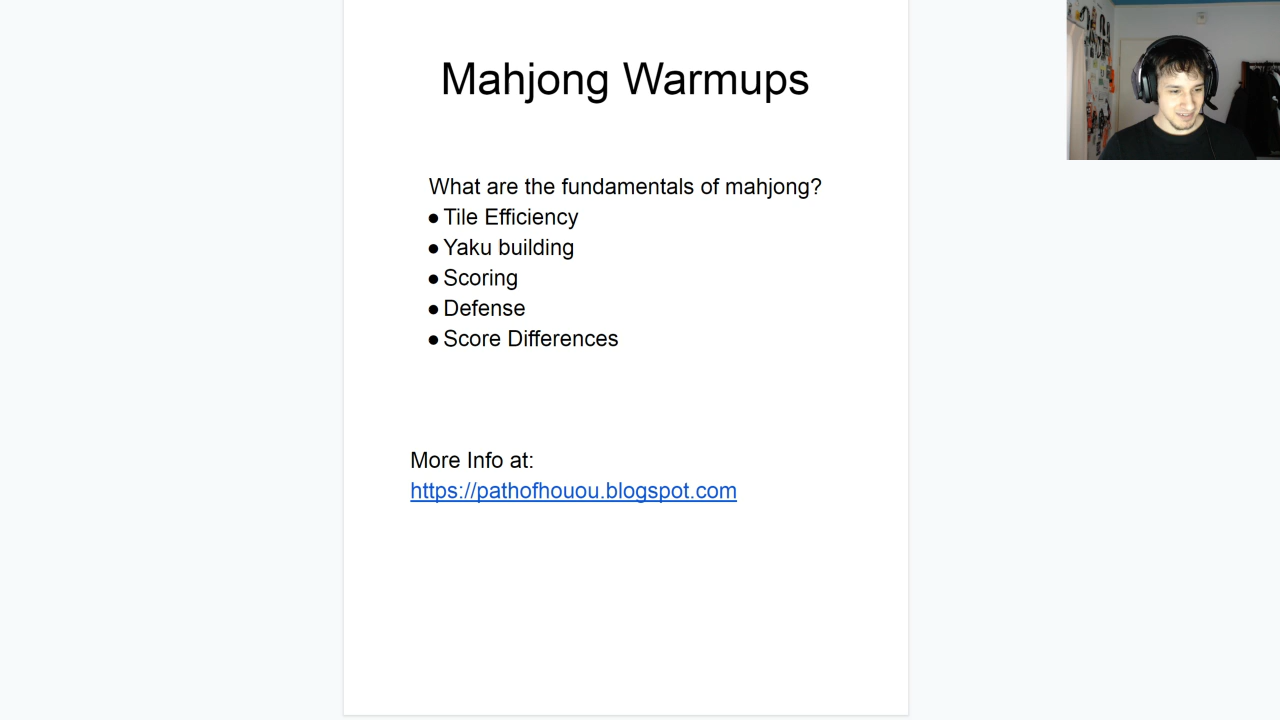 Mahjong Warmups
What are the fundamentals of mahjong?
● Tile Efficiency
● Yaku building
● Scoring
● Defense
● Score Differences
More Info at:
https://pathofhouou.blogspot.com